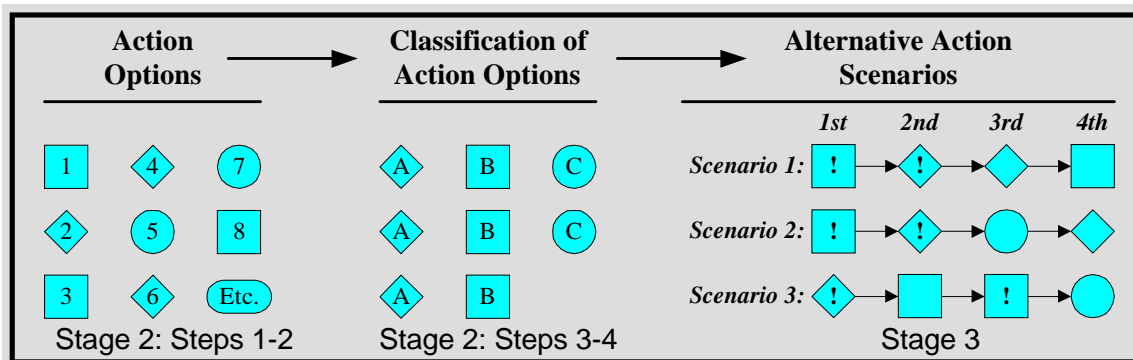 Action Options
Classification of Action Options
Alternative Action Scenarios
1 4 7
2 5 8
3 6 Etc.
A B C
A B C
A B
1st 2nd 3rd 4th
Scenario 1: ! !
Scenario 2: ! !
Scenario 3: ! !
Stage 2: Steps 1-2
Stage 2: Steps 3-4
Stage 3